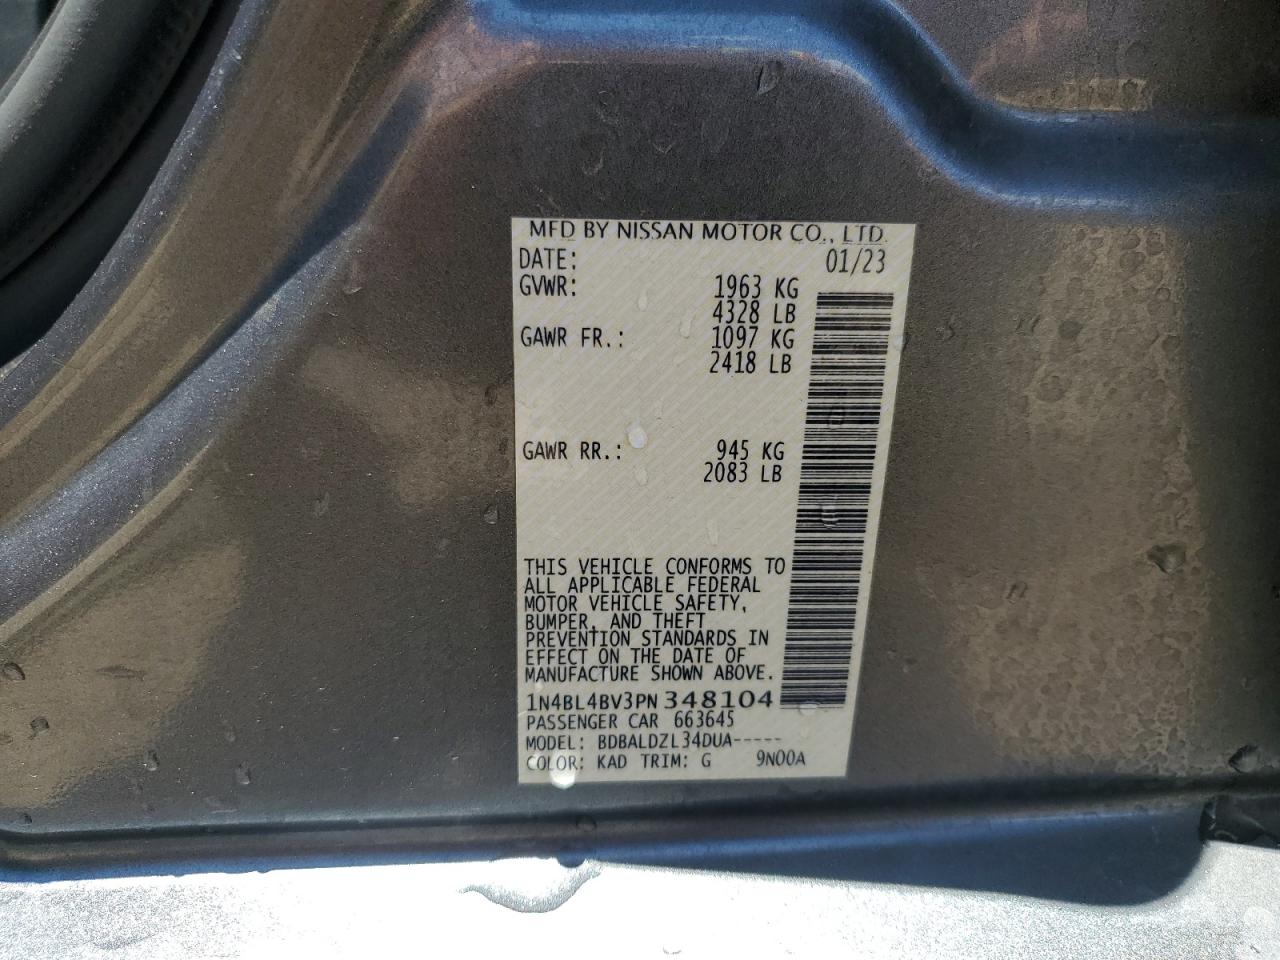 MFD BY NISSAN MOTOR CO., LTD.
DATE: 01/23
GVWR: 1963 KG
4328 LB
GAWR FR.: 1097 KG
2418 LB
GAWR RR.: 945 KG
2083 LB
THIS VEHICLE CONFORMS TO
ALL APPLICABLE FEDERAL
MOTOR VEHICLE SAFETY,
BUMPER, AND THEFT
PREVENTION STANDARDS IN
EFFECT ON THE DATE OF
MANUFACTURE SHOWN ABOVE.
1N4BL4BV3PN348104
PASSENGER CAR 663645
MODEL: BDBALDZL34DUA-----
COLOR: KAD TRIM: G 9N00A